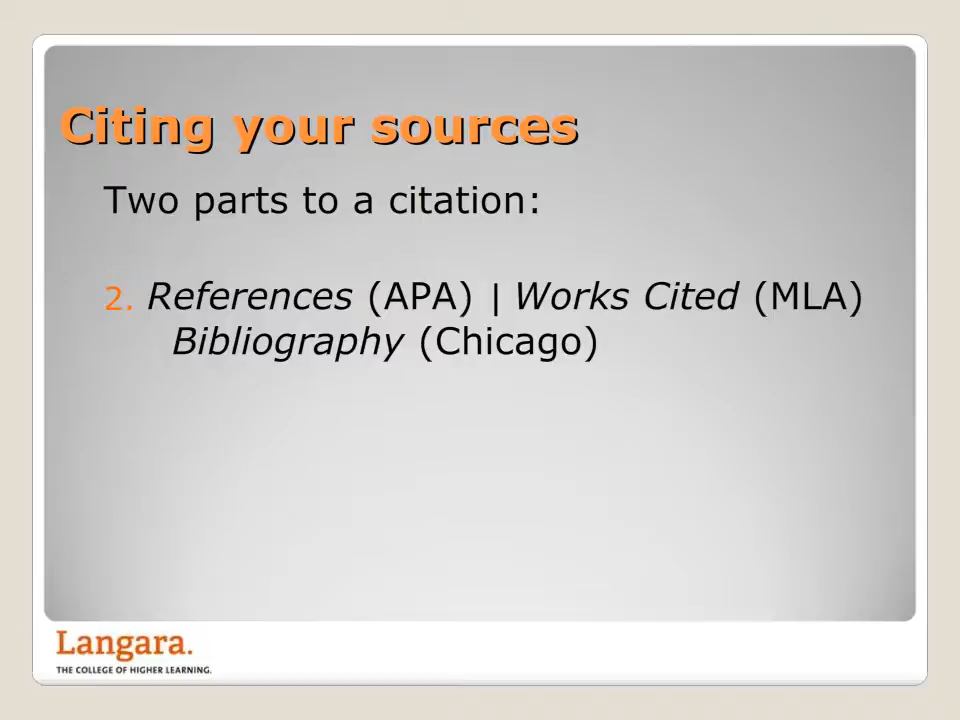 Citing your sources
Two parts to a citation:
2. References (APA) | Works Cited (MLA)
Bibliography (Chicago)
Langara.
THE COLLEGE OF HIGHER LEARNING.